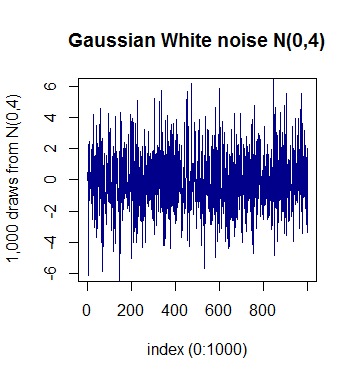 Gaussian White noise N(0,4)
1,000 draws from N(0,4)
6
4
2
0
-2
-4
-6
0 200 400 600 800
index (0:1000)